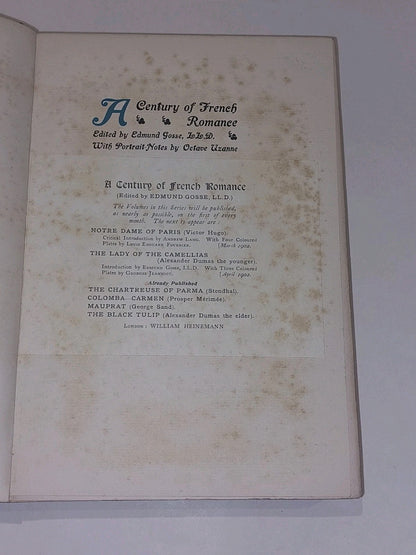 A Century of French
Romance
Edited by Edmund Gosse, LL.D.
With Portrait Notes by Octave Uzanne
A Century of French Romance
(Edited by EDMUND GOSSE, LL.D.)
The Volumes in this Series will be published,
as nearly as possible, on the first of every
month. The next to appear are:
NOTRE DAME OF PARIS (Victor Hugo).
Critical Introduction by ANDREW LANG. With Four Coloured
Plates by LOUIS EDOUARD FOURNIER. [March 1902.
THE LADY OF THE CAMELLIAS
(Alexander Dumas the younger).
Introduction by EDMUND GOSSE, LL.D. With Three Coloured
Plates by GEORGES JEANNIOT. [April 1902.
Already Published
THE CHARTREUSE OF PARMA (Stendhal).
COLOMBA—CARMEN (Prosper Mérimée).
MAUPRAT (George Sand).
THE BLACK TULIP (Alexander Dumas the elder).
London: WILLIAM HEINEMANN